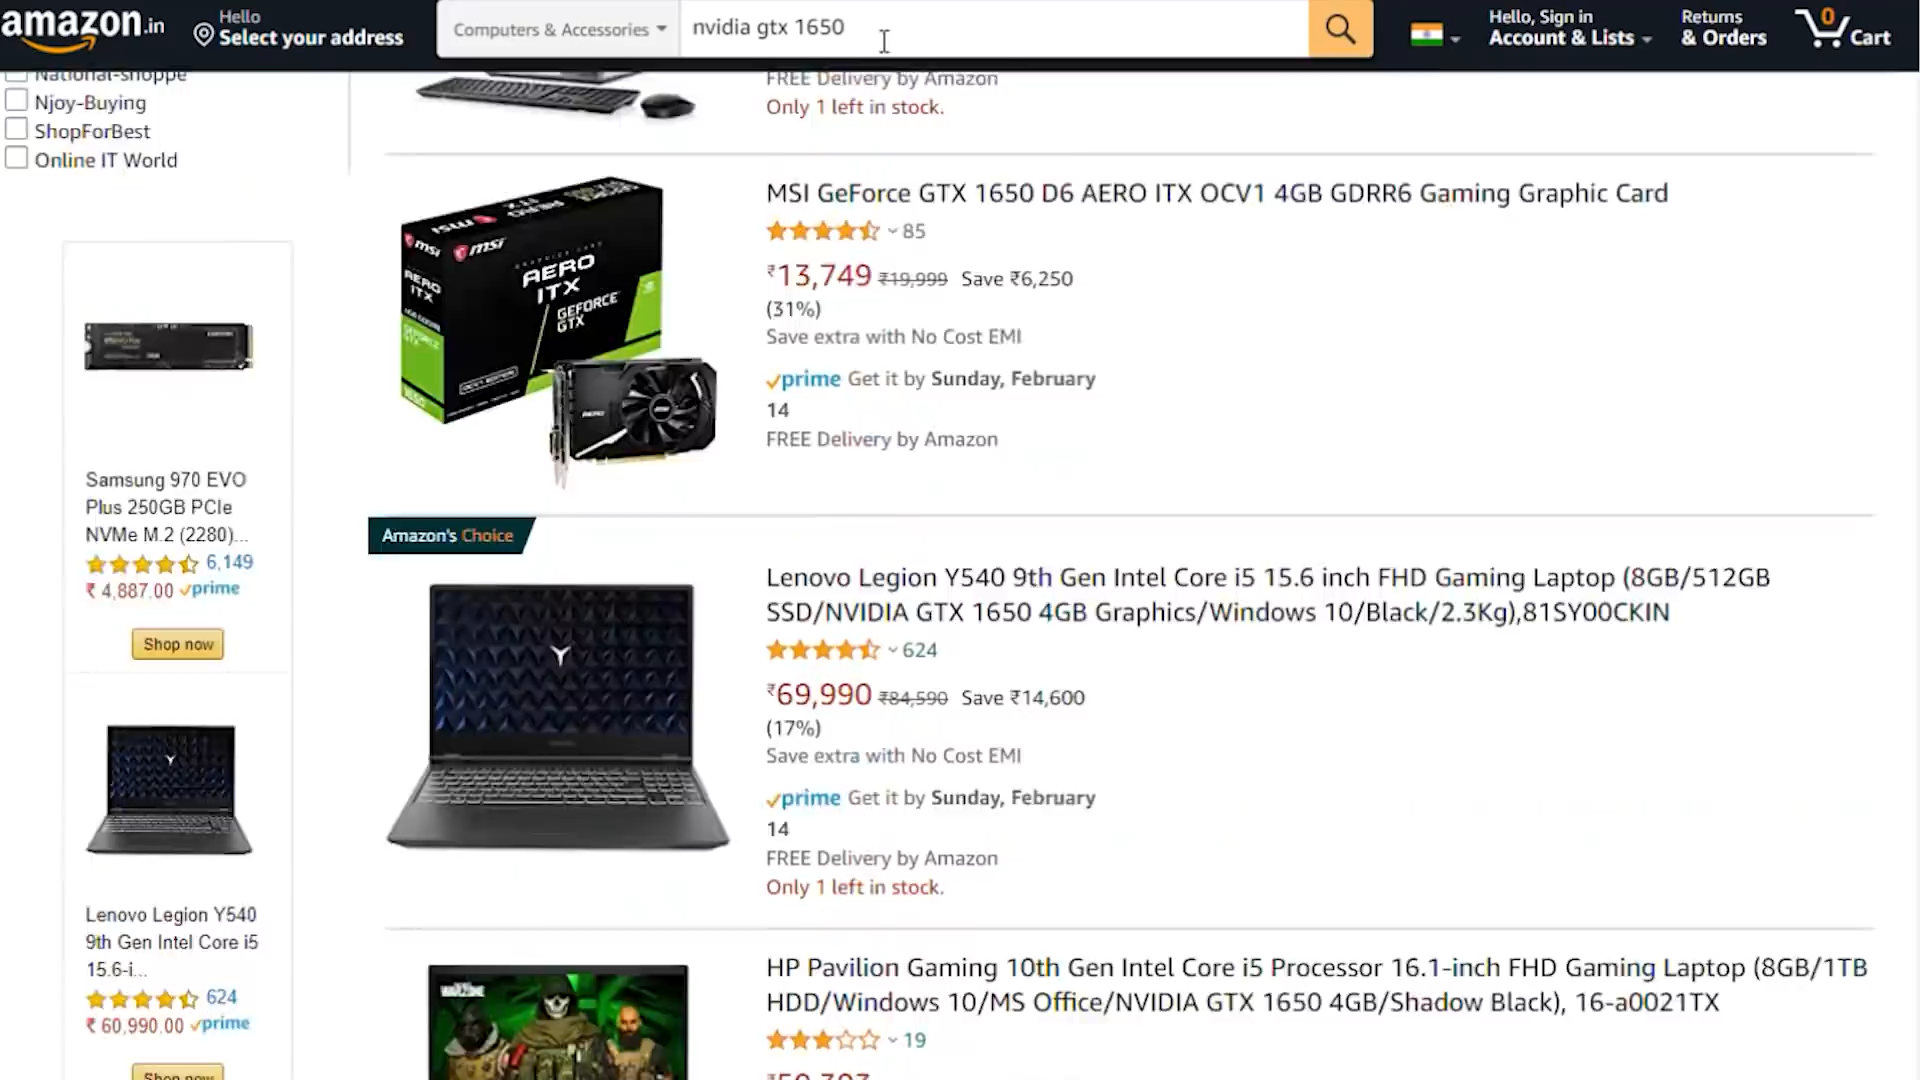 amazon.in
Hello
Select your address
Computers & Accessories
nvidia gtx 1650
Hello, Sign in
Account & Lists
Returns
& Orders
0
Cart
National-shoppe
Njoy-Buying
ShopForBest
Online IT World
Samsung 970 EVO
Plus 250GB PCIe
NVMe M.2 (2280)...
6,149
₹ 4,887.00 prime
Shop now
Lenovo Legion Y540
9th Gen Intel Core i5
15.6-i...
624
₹ 60,990.00 prime
Shop now
FREE Delivery by Amazon
Only 1 left in stock.
msi
AERO
ITX
GEFORCE
GTX
MSI GeForce GTX 1650 D6 AERO ITX OCV1 4GB GDRR6 Gaming Graphic Card
85
₹13,749 ₹19,999 Save ₹6,250
(31%)
Save extra with No Cost EMI
prime Get it by Sunday, February
14
FREE Delivery by Amazon
Amazon's Choice
Lenovo Legion Y540 9th Gen Intel Core i5 15.6 inch FHD Gaming Laptop (8GB/512GB
SSD/NVIDIA GTX 1650 4GB Graphics/Windows 10/Black/2.3Kg),81SY00CKIN
624
₹69,990 ₹84,590 Save ₹14,600
(17%)
Save extra with No Cost EMI
prime Get it by Sunday, February
14
FREE Delivery by Amazon
Only 1 left in stock.
HP Pavilion Gaming 10th Gen Intel Core i5 Processor 16.1-inch FHD Gaming Laptop (8GB/1TB
HDD/Windows 10/MS Office/NVIDIA GTX 1650 4GB/Shadow Black), 16-a0021TX
19